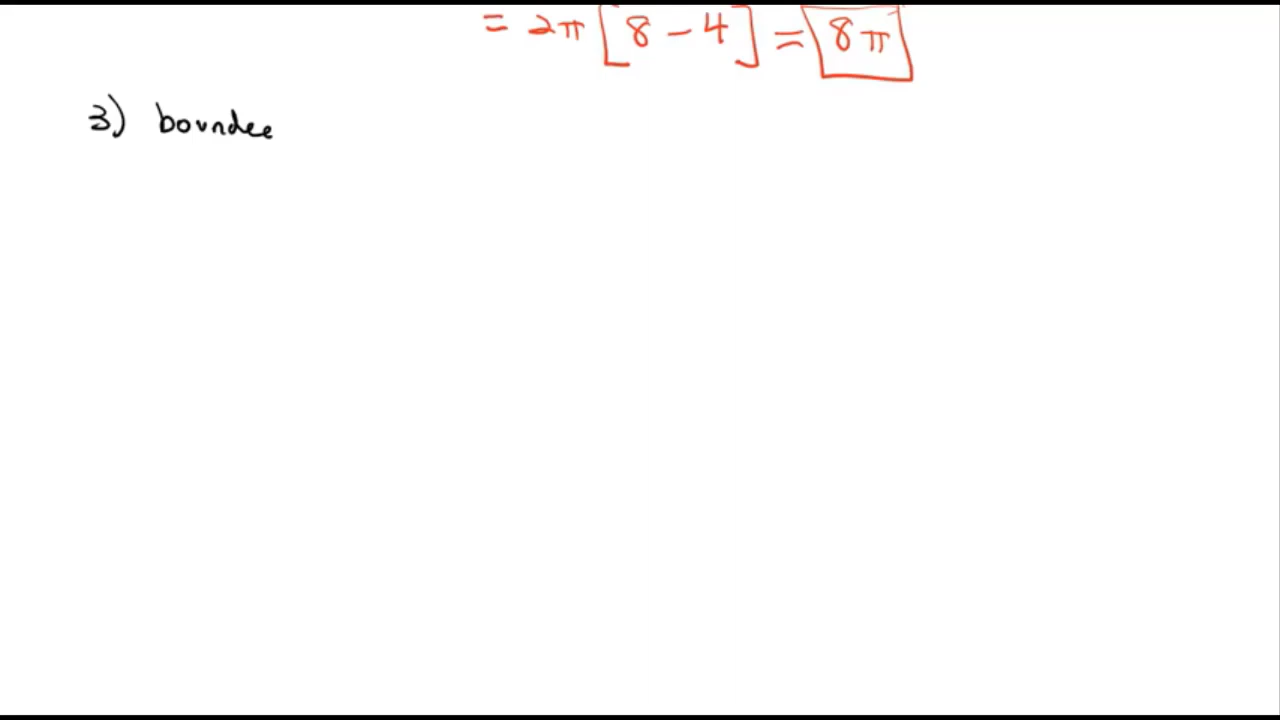 = 2π [8 - 4] = 8π
3) boundee